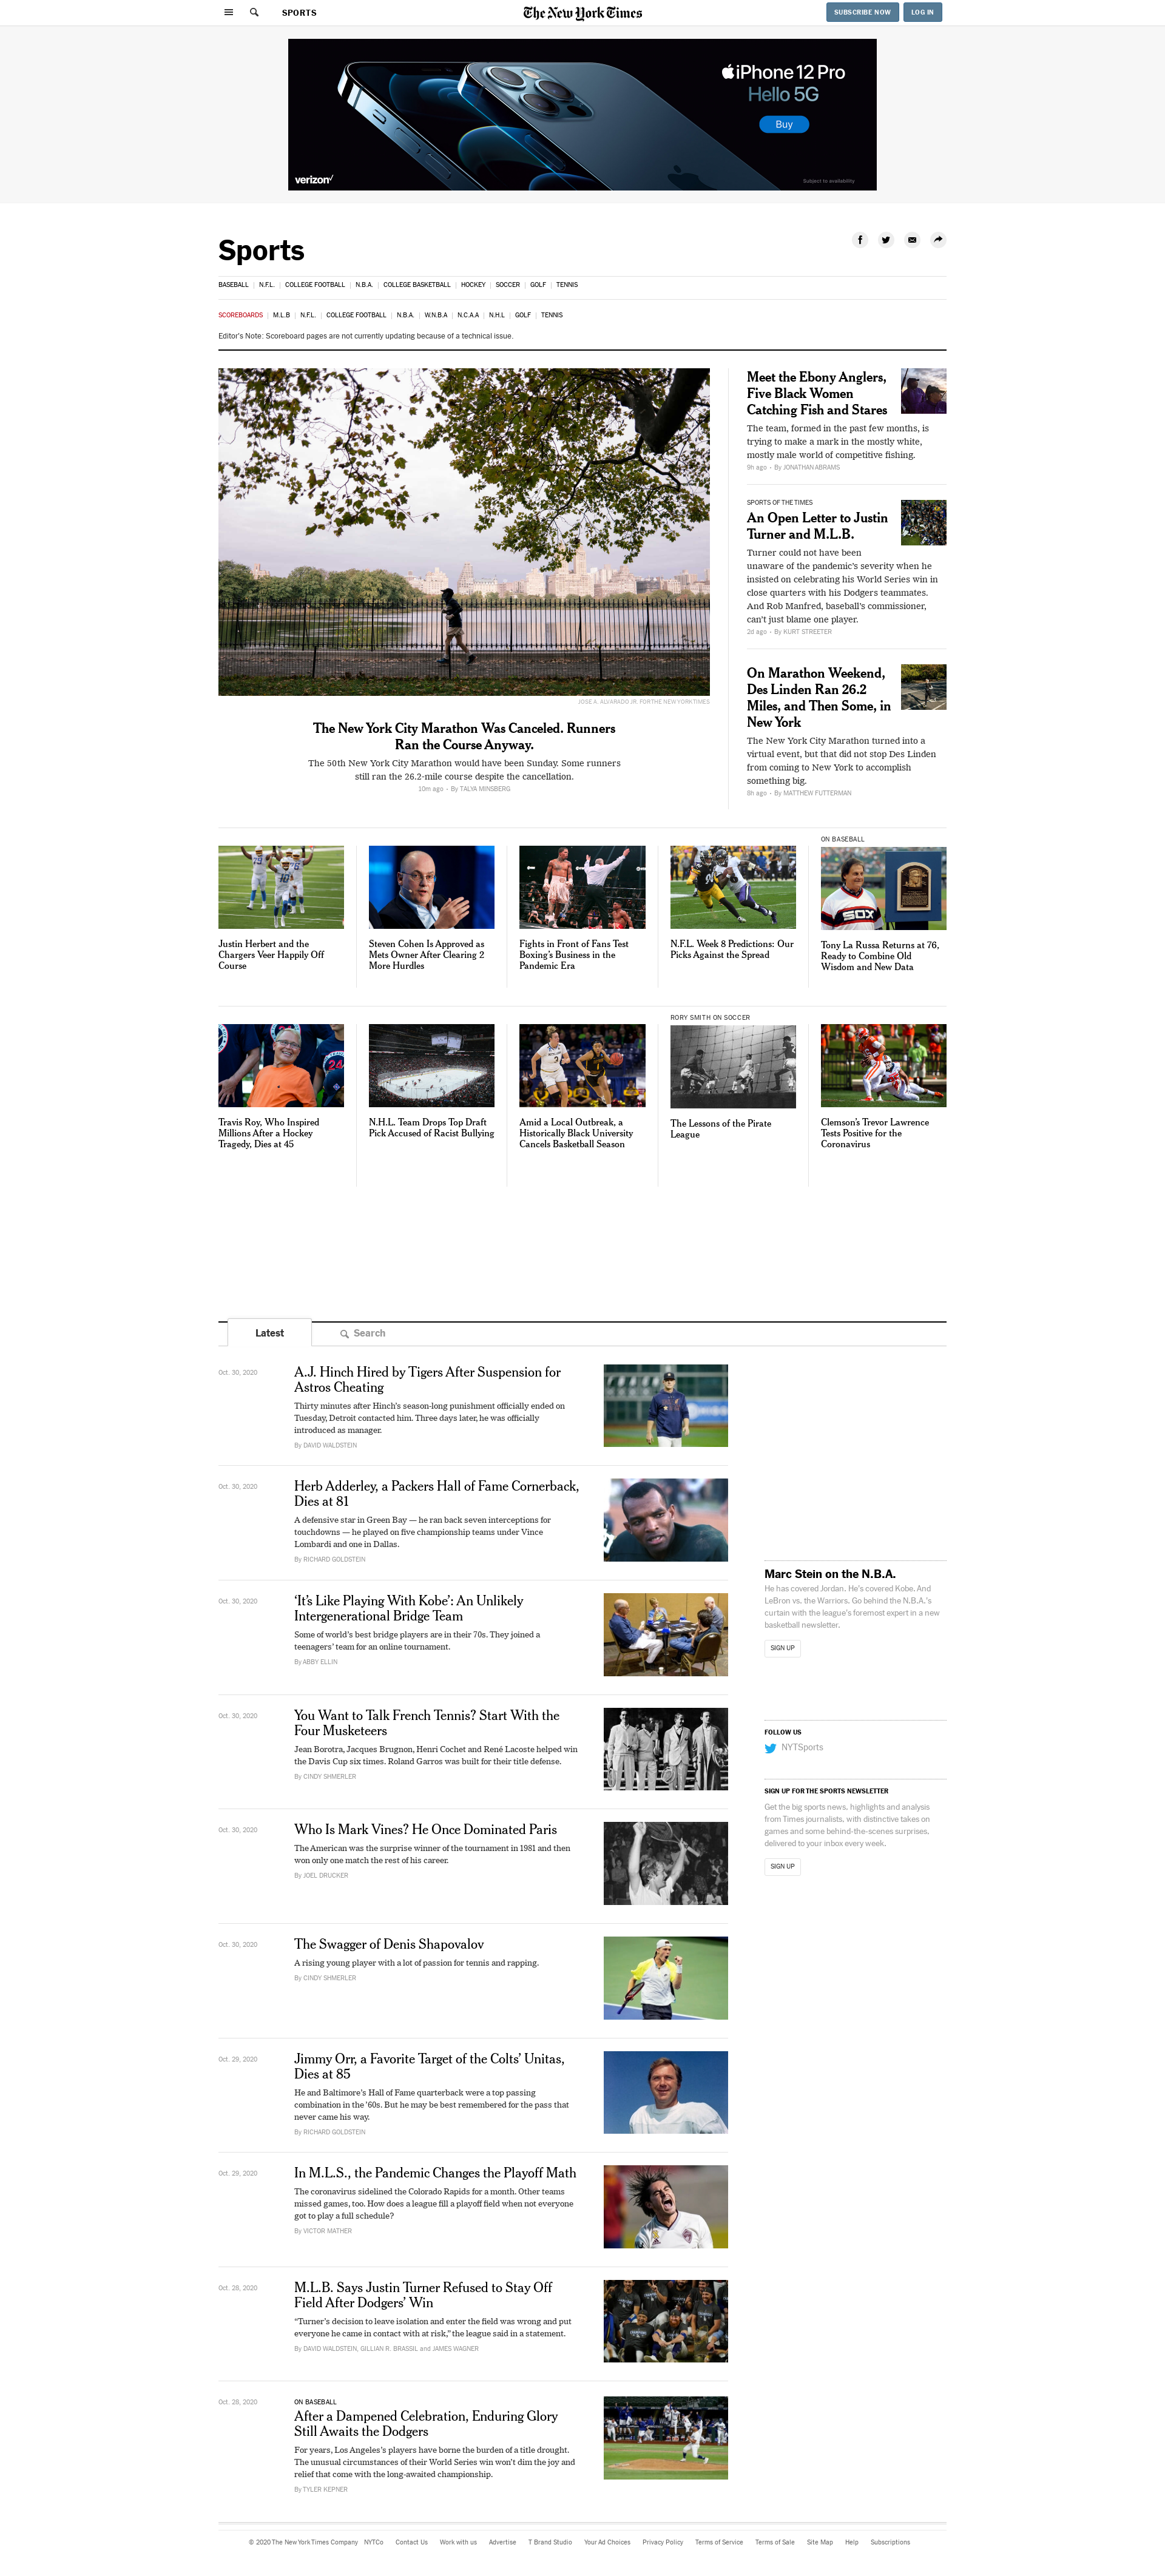 SPORTS
The New York Times
SUBSCRIBE NOW
LOG IN
iPhone 12 Pro
Hello 5G
Buy
verizon
Subject to availability
Sports
BASEBALL | N.F.L. | COLLEGE FOOTBALL | N.B.A. | COLLEGE BASKETBALL | HOCKEY | SOCCER | GOLF | TENNIS
SCOREBOARDS | M.L.B | N.F.L. | COLLEGE FOOTBALL | N.B.A. | W.N.B.A | N.C.A.A | N.H.L | GOLF | TENNIS
Editor's Note: Scoreboard pages are not currently updating because of a technical issue.
JOSE A. ALVARADO JR. FOR THE NEW YORK TIMES
The New York City Marathon Was Canceled. Runners
Ran the Course Anyway.
The 50th New York City Marathon would have been Sunday. Some runners
still ran the 26.2-mile course despite the cancellation.
10m ago · By TALYA MINSBERG
Meet the Ebony Anglers,
Five Black Women
Catching Fish and Stares
The team, formed in the past few months, is
trying to make a mark in the mostly white,
mostly male world of competitive fishing.
9h ago · By JONATHAN ABRAMS
SPORTS OF THE TIMES
An Open Letter to Justin
Turner and M.L.B.
Turner could not have been
unaware of the pandemic's severity when he
insisted on celebrating his World Series win in
close quarters with his Dodgers teammates.
And Rob Manfred, baseball's commissioner,
can't just blame one player.
2d ago · By KURT STREETER
On Marathon Weekend,
Des Linden Ran 26.2
Miles, and Then Some, in
New York
The New York City Marathon turned into a
virtual event, but that did not stop Des Linden
from coming to New York to accomplish
something big.
8h ago · By MATTHEW FUTTERMAN
Justin Herbert and the
Chargers Veer Happily Off
Course
Steven Cohen Is Approved as
Mets Owner After Clearing 2
More Hurdles
Fights in Front of Fans Test
Boxing's Business in the
Pandemic Era
N.F.L. Week 8 Predictions: Our
Picks Against the Spread
ON BASEBALL
SOX
Tony La Russa Returns at 76,
Ready to Combine Old
Wisdom and New Data
Travis Roy, Who Inspired
Millions After a Hockey
Tragedy, Dies at 45
N.H.L. Team Drops Top Draft
Pick Accused of Racist Bullying
Amid a Local Outbreak, a
Historically Black University
Cancels Basketball Season
RORY SMITH ON SOCCER
The Lessons of the Pirate
League
Clemson's Trevor Lawrence
Tests Positive for the
Coronavirus
Latest
Search
Oct. 30, 2020
A.J. Hinch Hired by Tigers After Suspension for
Astros Cheating
Thirty minutes after Hinch's season-long punishment officially ended on
Tuesday, Detroit contacted him. Three days later, he was officially
introduced as manager.
By DAVID WALDSTEIN
Oct. 30, 2020
Herb Adderley, a Packers Hall of Fame Cornerback,
Dies at 81
A defensive star in Green Bay — he ran back seven interceptions for
touchdowns — he played on five championship teams under Vince
Lombardi and one in Dallas.
By RICHARD GOLDSTEIN
Oct. 30, 2020
'It's Like Playing With Kobe': An Unlikely
Intergenerational Bridge Team
Some of world's best bridge players are in their 70s. They joined a
teenagers' team for an online tournament.
By ABBY ELLIN
Oct. 30, 2020
You Want to Talk French Tennis? Start With the
Four Musketeers
Jean Borotra, Jacques Brugnon, Henri Cochet and René Lacoste helped win
the Davis Cup six times. Roland Garros was built for their title defense.
By CINDY SHMERLER
Oct. 30, 2020
Who Is Mark Vines? He Once Dominated Paris
The American was the surprise winner of the tournament in 1981 and then
won only one match the rest of his career.
By JOEL DRUCKER
Oct. 30, 2020
The Swagger of Denis Shapovalov
A rising young player with a lot of passion for tennis and rapping.
By CINDY SHMERLER
Oct. 29, 2020
Jimmy Orr, a Favorite Target of the Colts' Unitas,
Dies at 85
He and Baltimore's Hall of Fame quarterback were a top passing
combination in the '60s. But he may be best remembered for the pass that
never came his way.
By RICHARD GOLDSTEIN
Oct. 29, 2020
In M.L.S., the Pandemic Changes the Playoff Math
The coronavirus sidelined the Colorado Rapids for a month. Other teams
missed games, too. How does a league fill a playoff field when not everyone
got to play a full schedule?
By VICTOR MATHER
Oct. 28, 2020
M.L.B. Says Justin Turner Refused to Stay Off
Field After Dodgers' Win
"Turner's decision to leave isolation and enter the field was wrong and put
everyone he came in contact with at risk," the league said in a statement.
By DAVID WALDSTEIN, GILLIAN R. BRASSIL and JAMES WAGNER
Oct. 28, 2020
ON BASEBALL
After a Dampened Celebration, Enduring Glory
Still Awaits the Dodgers
For years, Los Angeles's players have borne the burden of a title drought.
The unusual circumstances of their World Series win won't dim the joy and
relief that come with the long-awaited championship.
By TYLER KEPNER
Marc Stein on the N.B.A.
He has covered Jordan. He's covered Kobe. And
LeBron vs. the Warriors. Go behind the N.B.A.'s
curtain with the league's foremost expert in a new
basketball newsletter.
SIGN UP
FOLLOW US
NYTSports
SIGN UP FOR THE SPORTS NEWSLETTER
Get the big sports news, highlights and analysis
from Times journalists, with distinctive takes on
games and some behind-the-scenes surprises,
delivered to your inbox every week.
SIGN UP
© 2020 The New York Times Company NYTCo Contact Us Work with us Advertise T Brand Studio Your Ad Choices Privacy Policy Terms of Service Terms of Sale Site Map Help Subscriptions